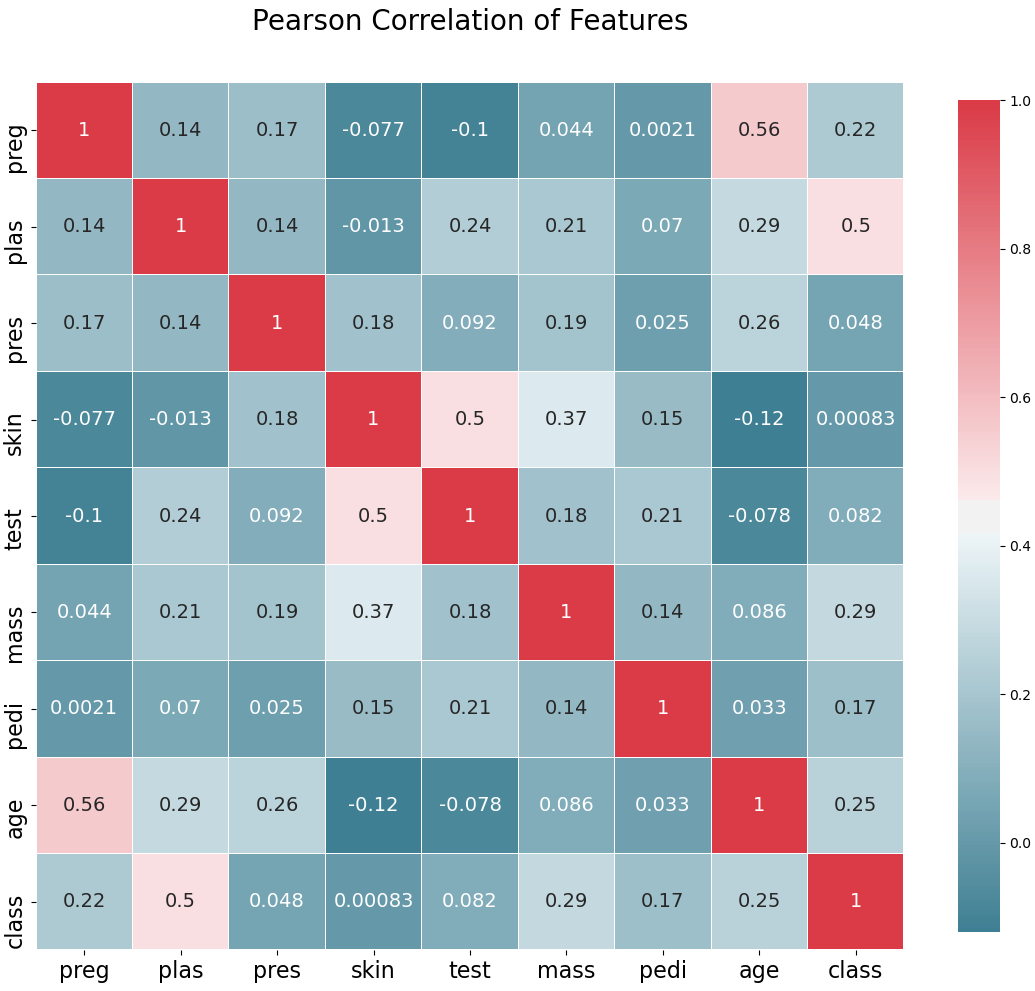 Pearson Correlation of Features
preg 1 0.14 0.17 -0.077 -0.1 0.044 0.0021 0.56 0.22
plas 0.14 1 0.14 -0.013 0.24 0.21 0.07 0.29 0.5
pres 0.17 0.14 1 0.18 0.092 0.19 0.025 0.26 0.048
skin -0.077 -0.013 0.18 1 0.5 0.37 0.15 -0.12 0.00083
test -0.1 0.24 0.092 0.5 1 0.18 0.21 -0.078 0.082
mass 0.044 0.21 0.19 0.37 0.18 1 0.14 0.086 0.29
pedi 0.0021 0.07 0.025 0.15 0.21 0.14 1 0.033 0.17
age 0.56 0.29 0.26 -0.12 -0.078 0.086 0.033 1 0.25
class 0.22 0.5 0.048 0.00083 0.082 0.29 0.17 0.25 1
preg plas pres skin test mass pedi age class
1.0
0.8
0.6
0.4
0.2
0.0